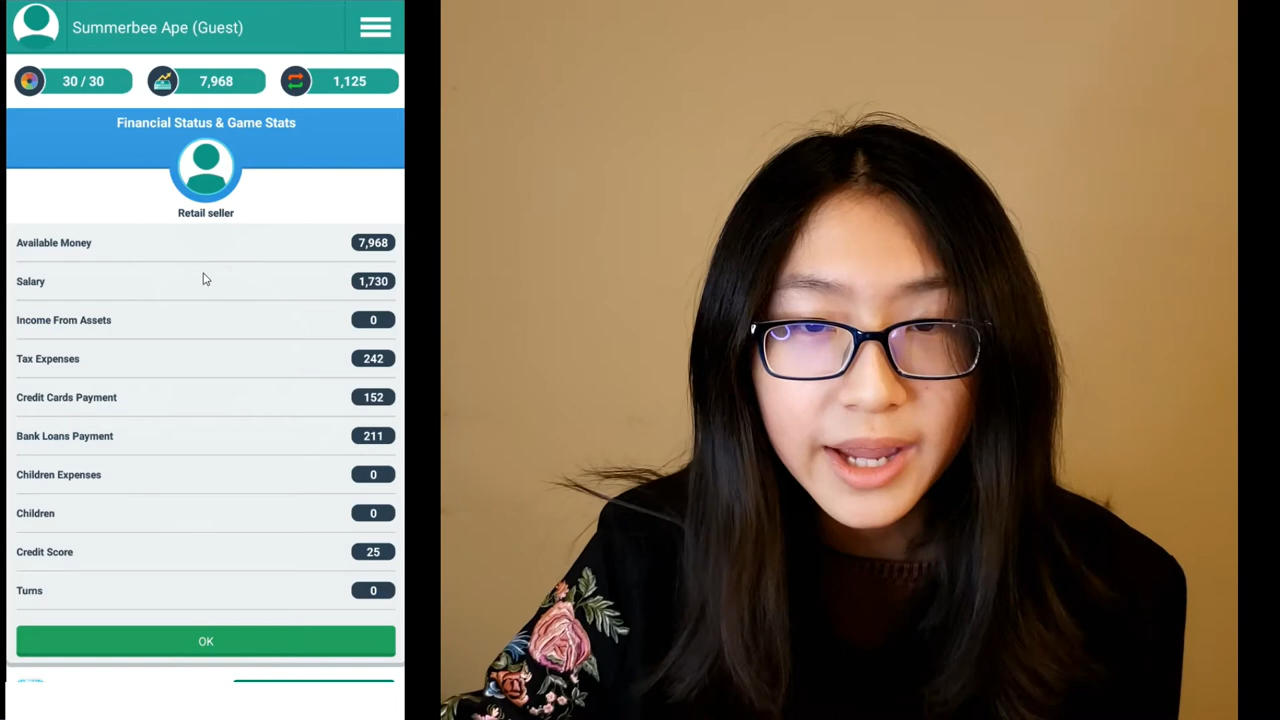 Summerbee Ape (Guest)
30 / 30
7,968
1,125
Financial Status & Game Stats
Retail seller
Available Money 7,968
Salary 1,730
Income From Assets 0
Tax Expenses 242
Credit Cards Payment 152
Bank Loans Payment 211
Children Expenses 0
Children 0
Credit Score 25
Turns 0
OK